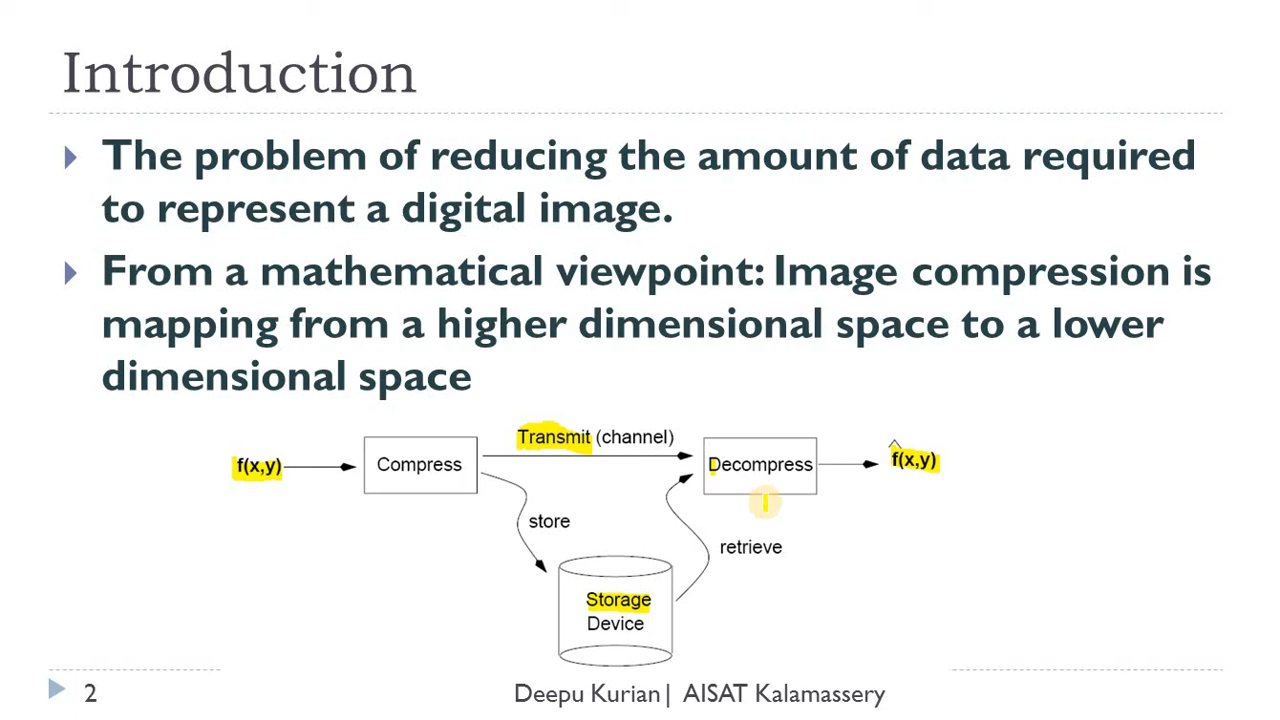 Introduction
The problem of reducing the amount of data required
to represent a digital image.
From a mathematical viewpoint: Image compression is
mapping from a higher dimensional space to a lower
dimensional space
f(x,y)
Compress
Transmit (channel)
Decompress
^
f(x,y)
store
retrieve
Storage
Device
2
Deepu Kurian| AISAT Kalamassery